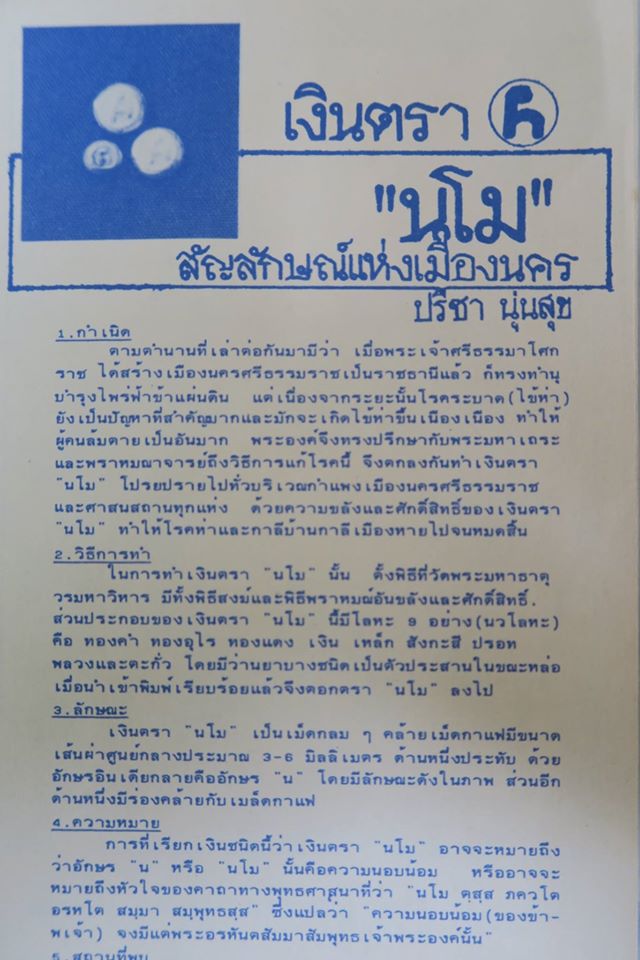 เงินตรา
"นโม"
สัญลักษณ์แห่งเมืองนคร
ปรีชา นุ่นสุข
1.กำเนิด
ตามตำนานที่เล่าต่อกันมามีว่า เมื่อพระเจ้าศรีธรรมาโศก
ราช ได้สร้างเมืองนครศรีธรรมราชเป็นราชธานีแล้ว ก็ทรงทำนุ
บำรุงไพร่ฟ้าข้าแผ่นดิน แต่เนื่องจากระยะนั้นโรคระบาด(ไข้ห่า)
ยังเป็นปัญหาที่สำคัญมากและมักจะเกิดไข้ห่าขึ้นเนืองเนือง ทำให้
ผู้คนล้มตายเป็นอันมาก พระองค์จึงทรงปรึกษากับพระมหาเถระ
และพราหมณาจารย์ถึงวิธีการแก้โรคนี้ จึงตกลงกันทำเงินตรา
"นโม" โปรยปรายไปทั่วบริเวณกำแพงเมืองนครศรีธรรมราช
และศาสนสถานทุกแห่ง ด้วยความขลังและศักดิ์สิทธิ์ของเงินตรา
"นโม" ทำให้โรคห่าและกาลีบ้านกาลีเมืองหายไปจนหมดสิ้น
2.วิธีการทำ
ในการทำเงินตรา "นโม" นั้น ตั้งพิธีที่วัดพระมหาธาตุ
วรมหาวิหาร มีทั้งพิธีสงฆ์และพิธีพราหมณ์อันขลังและศักดิ์สิทธิ์.
ส่วนประกอบของเงินตรา "นโม" นี้มีโลหะ 9 อย่าง(นวโลหะ)
คือ ทองคำ ทองอุไร ทองแดง เงิน เหล็ก สังกะสี ปรอท
พลวงและตะกั่ว โดยมีว่านยาบางชนิดเป็นตัวประสานในขณะหล่อ
เมื่อนำเข้าพิมพ์เรียบร้อยแล้วจึงตอกตรา "นโม" ลงไป
3.ลักษณะ
เงินตรา "นโม" เป็นเม็ดกลม ๆ คล้ายเม็ดกาแฟมีขนาด
เส้นผ่าศูนย์กลางประมาณ 3-6 มิลลิเมตร ด้านหนึ่งประทับ ด้วย
อักษรอินเดียกลายคืออักษร "น" โดยมีลักษณะดังในภาพ ส่วนอีก
ด้านหนึ่งมีร่องคล้ายกับเมล็ดกาแฟ
4.ความหมาย
การที่เรียกเงินชนิดนี้ว่าเงินตรา "นโม" อาจจะหมายถึง
ว่าอักษร "น" หรือ "นโม" นั้นคือความนอบน้อม หรืออาจจะ
หมายถึงหัวใจของคาถาทางพุทธศาสนาที่ว่า "นโม ตสฺส ภควโต
อรหโต สมฺมา สมฺพุทธสฺส" ซึ่งแปลว่า "ความนอบน้อม(ของข้า-
พเจ้า) จงมีแต่พระอรหันตสัมมาสัมพุทธเจ้าพระองค์นั้น"
5.สถานที่พบ